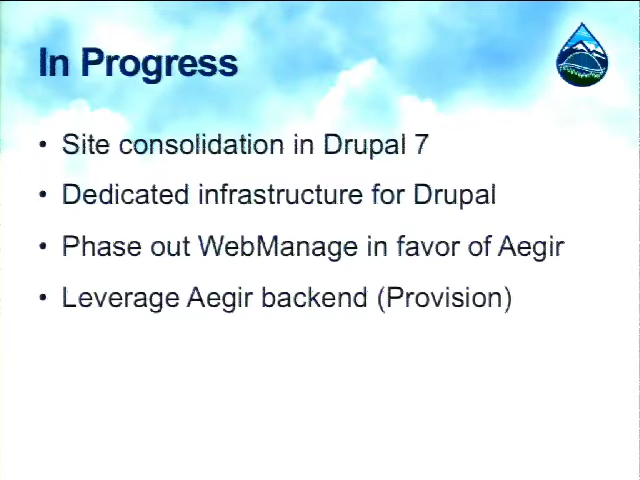 In Progress
• Site consolidation in Drupal 7
• Dedicated infrastructure for Drupal
• Phase out WebManage in favor of Aegir
• Leverage Aegir backend (Provision)